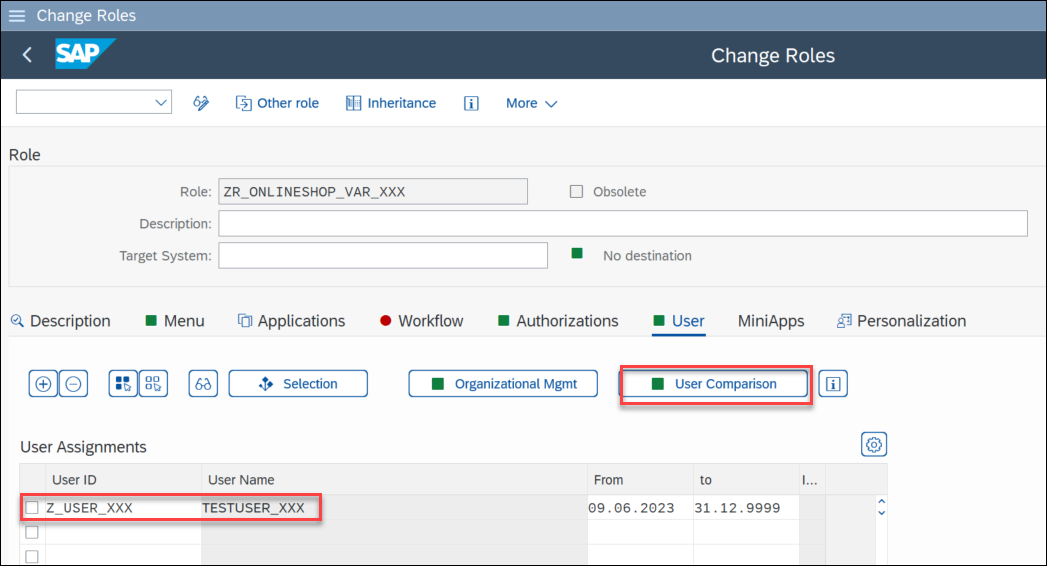 Change Roles
SAP Change Roles
Other role Inheritance More
Role
Role: ZR_ONLINESHOP_VAR_XXX Obsolete
Description:
Target System: No destination
Description Menu Applications Workflow Authorizations User MiniApps Personalization
Selection Organizational Mgmt User Comparison
User Assignments
User ID User Name From to I...
Z_USER_XXX TESTUSER_XXX 09.06.2023 31.12.9999